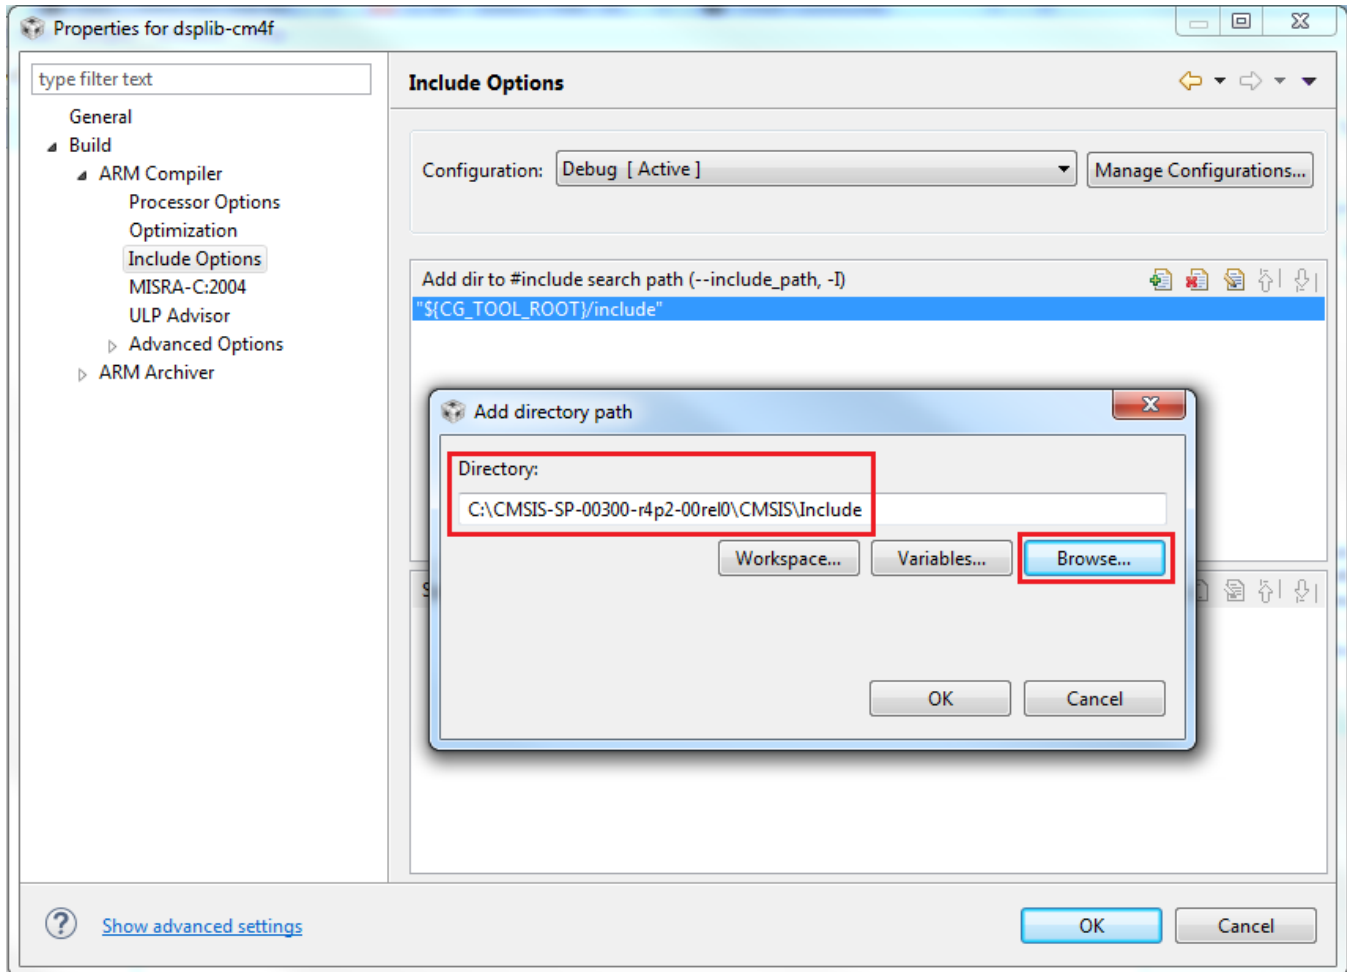 Properties for dsplib-cm4f
type filter text
General
Build
ARM Compiler
Processor Options
Optimization
Include Options
MISRA-C:2004
ULP Advisor
Advanced Options
ARM Archiver
Include Options
Configuration:
Debug [ Active ]
Manage Configurations...
Add dir to #include search path (--include_path, -I)
"${CG_TOOL_ROOT}/include"
Add directory path
Directory:
C:\CMSIS-SP-00300-r4p2-00rel0\CMSIS\Include
Workspace...
Variables...
Browse...
OK
Cancel
Show advanced settings
OK
Cancel